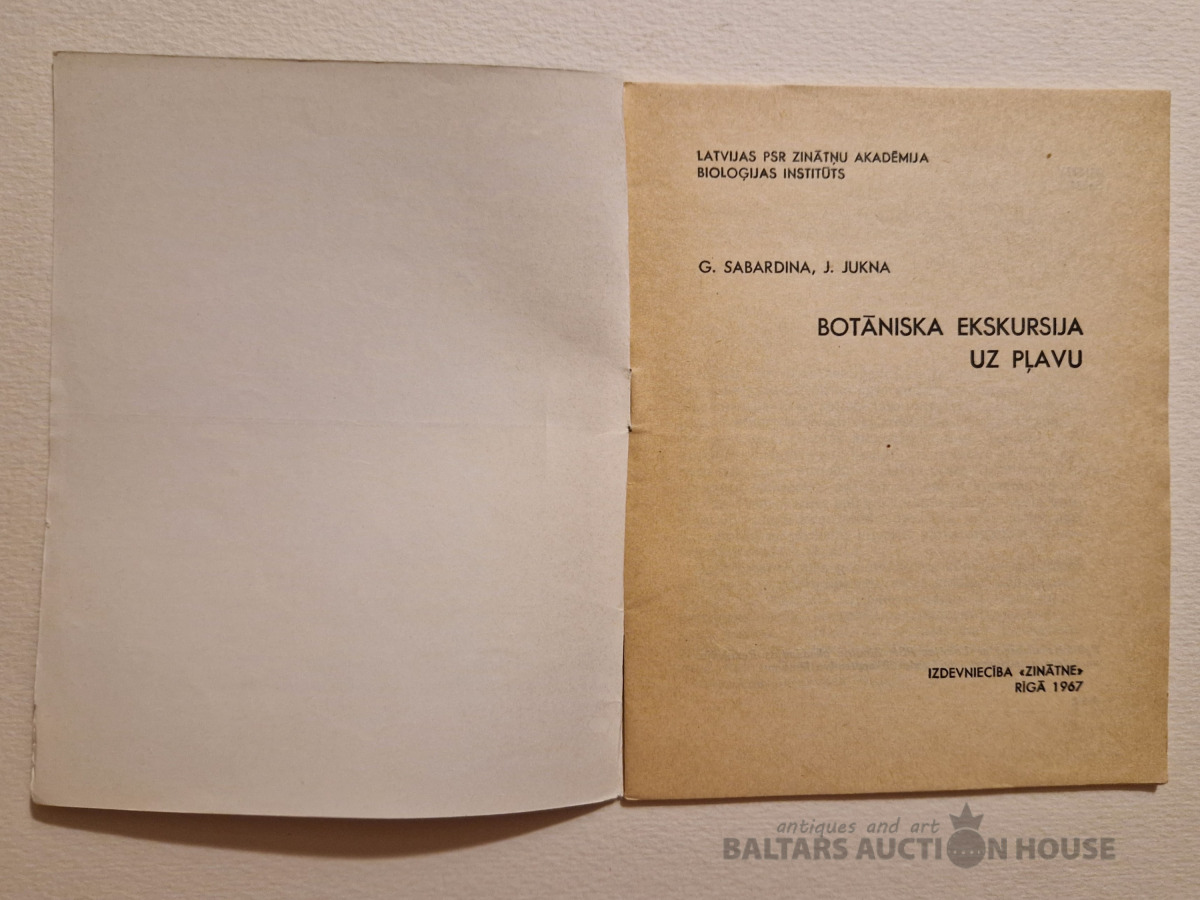 LATVIJAS PSR ZINĀTŅU AKADĒMIJA
BIOLOĢIJAS INSTITŪTS
G. SABARDINA, J. JUKNA
BOTĀNISKA EKSKURSIJA
UZ PĻAVU
IZDEVNIECĪBA «ZINĀTNE»
RĪGĀ 1967
antiques and art
BALTARS AUCTION HOUSE